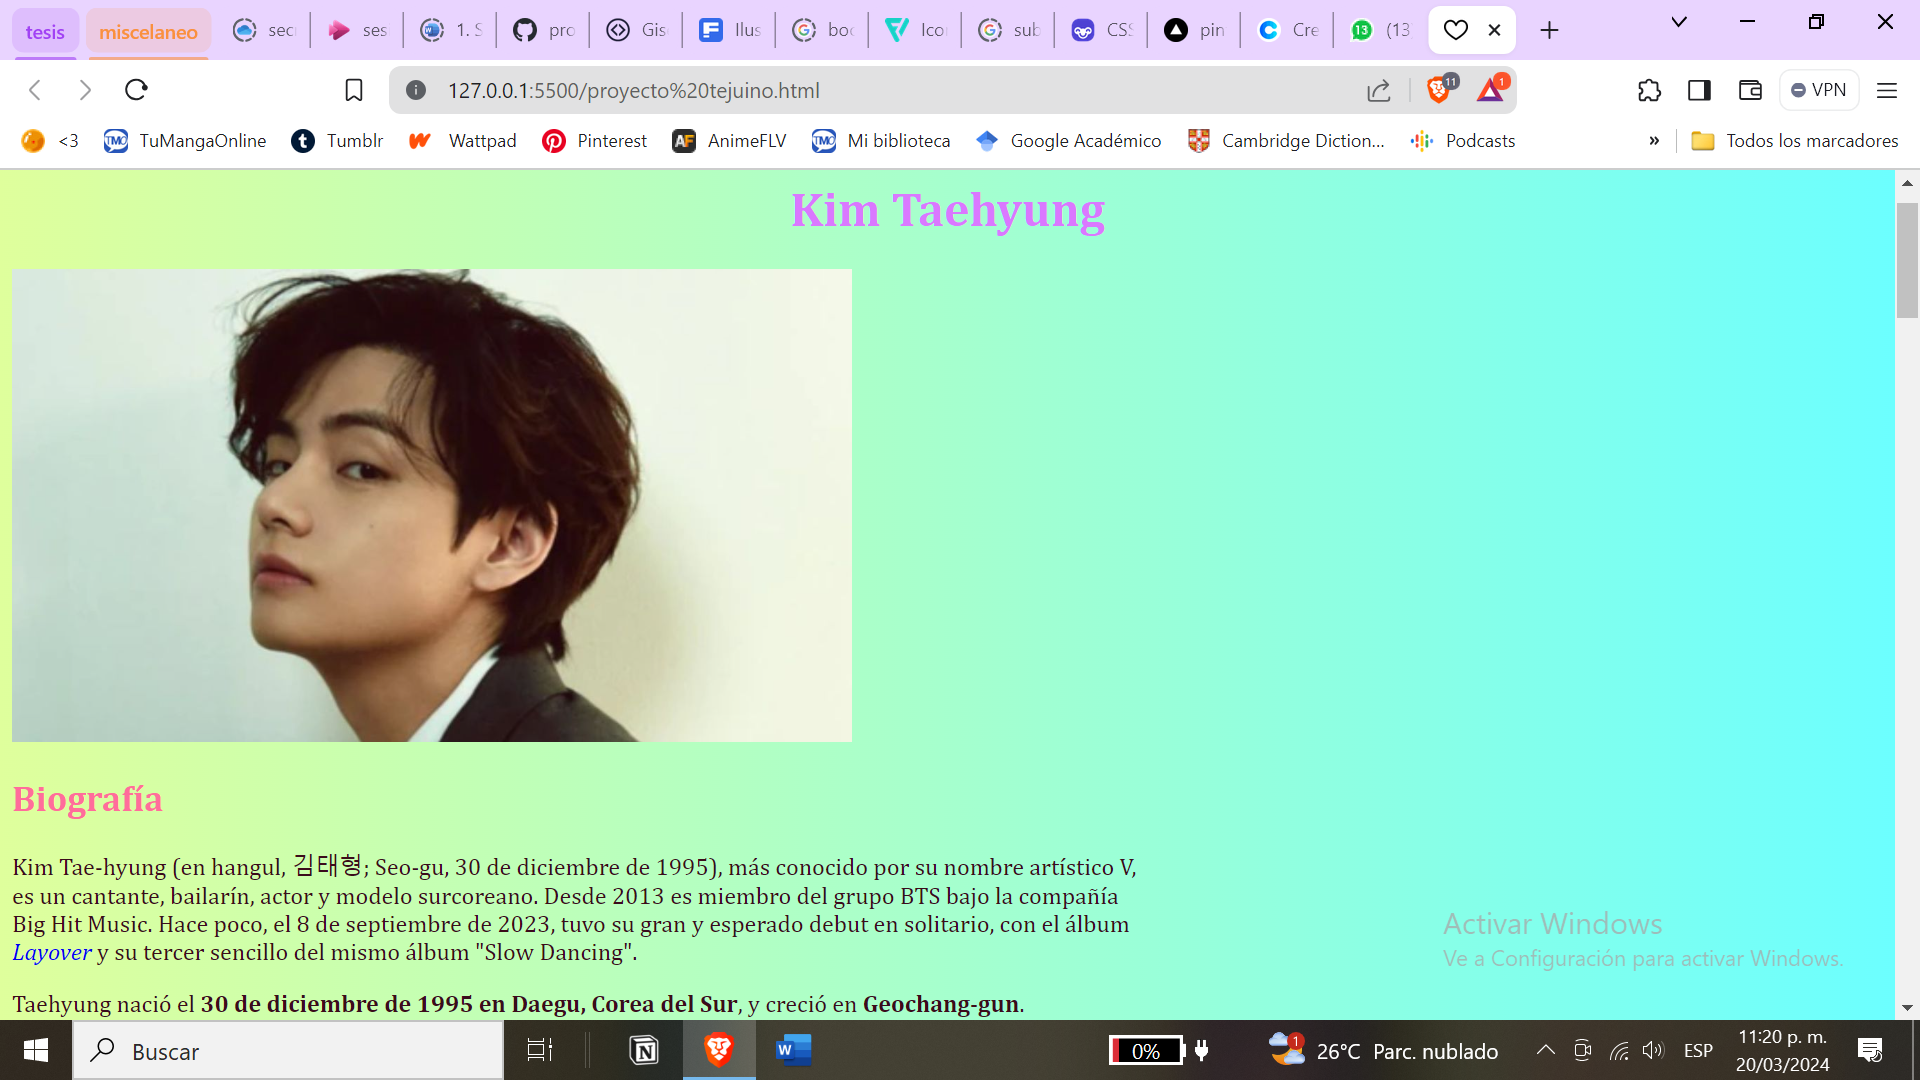 tesis
miscelaneo
sec
ses
1. S
pro
Gis
Ilus
boc
Ico
sub
CSS
pin
Cre
13
(13
127.0.0.1:5500/proyecto%20tejuino.html
11
1
VPN
<3
TuMangaOnline
Tumblr
Wattpad
Pinterest
AnimeFLV
Mi biblioteca
Google Académico
Cambridge Diction...
Podcasts
»
Todos los marcadores
Kim Taehyung
Biografía
Kim Tae-hyung (en hangul, 김태형; Seo-gu, 30 de diciembre de 1995), más conocido por su nombre artístico V,
es un cantante, bailarín, actor y modelo surcoreano. Desde 2013 es miembro del grupo BTS bajo la compañía
Big Hit Music. Hace poco, el 8 de septiembre de 2023, tuvo su gran y esperado debut en solitario, con el álbum
Layover y su tercer sencillo del mismo álbum "Slow Dancing".
Taehyung nació el 30 de diciembre de 1995 en Daegu, Corea del Sur, y creció en Geochang-gun.
Activar Windows
Ve a Configuración para activar Windows.
Buscar
0%
1
26°C Parc. nublado
ESP
11:20 p. m.
20/03/2024